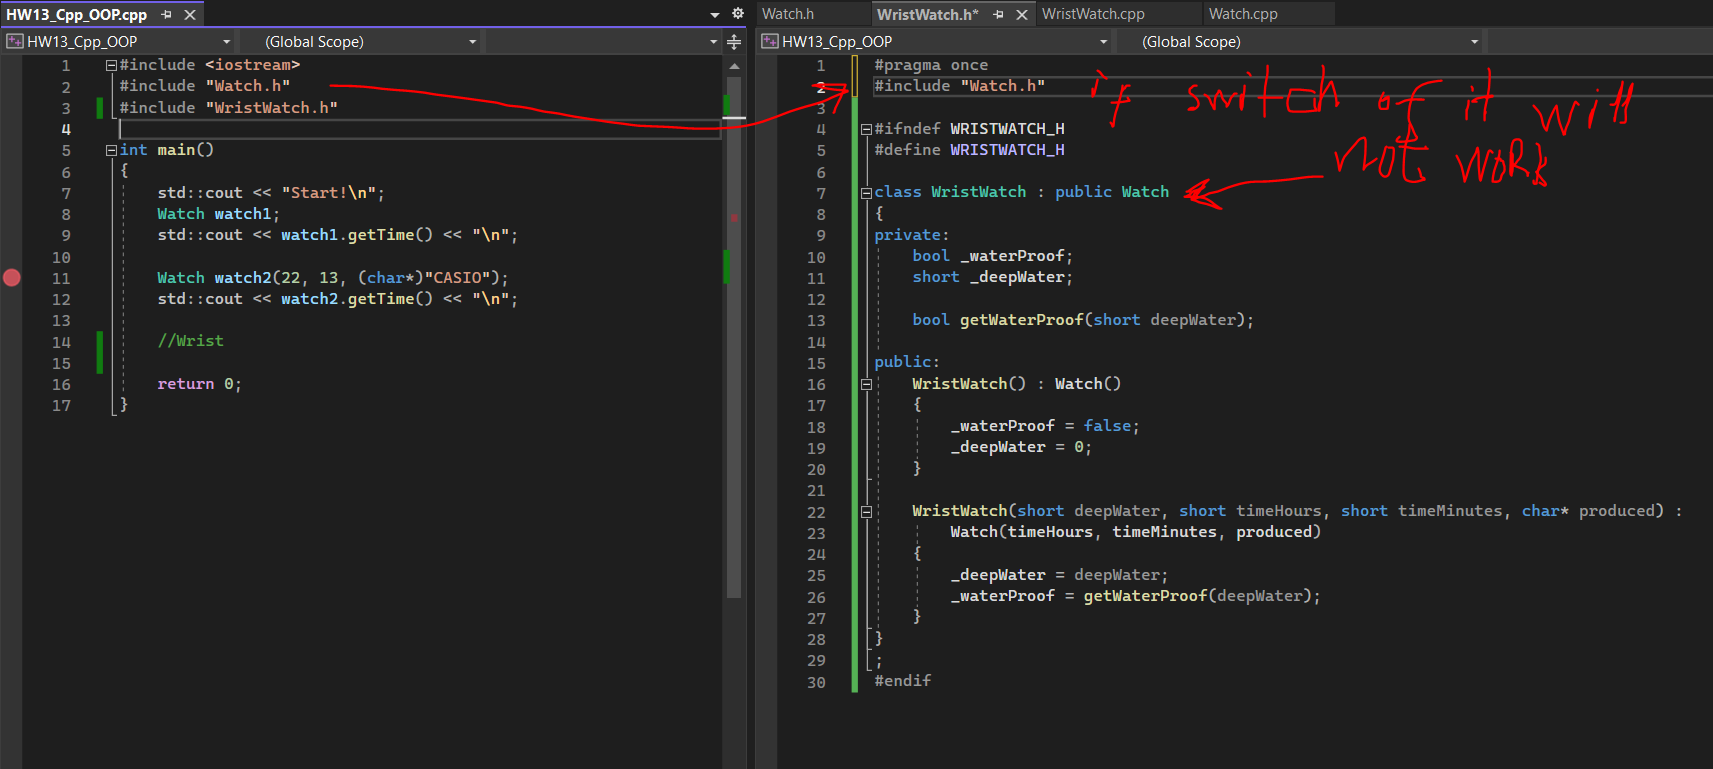 HW13_Cpp_OOP.cpp
HW13_Cpp_OOP (Global Scope)
1 #include <iostream>
2 #include "Watch.h"
3 #include "WristWatch.h"
4
5 int main()
6 {
7 std::cout << "Start!\n";
8 Watch watch1;
9 std::cout << watch1.getTime() << "\n";
10
11 Watch watch2(22, 13, (char*)"CASIO");
12 std::cout << watch2.getTime() << "\n";
13
14 //Wrist
15
16 return 0;
17 }
Watch.h WristWatch.h* WristWatch.cpp Watch.cpp
HW13_Cpp_OOP (Global Scope)
1 #pragma once
2 #include "Watch.h"
3
4 #ifndef WRISTWATCH_H
5 #define WRISTWATCH_H
6
7 class WristWatch : public Watch
8 {
9 private:
10 bool _waterProof;
11 short _deepWater;
12
13 bool getWaterProof(short deepWater);
14
15 public:
16 WristWatch() : Watch()
17 {
18 _waterProof = false;
19 _deepWater = 0;
20 }
21
22 WristWatch(short deepWater, short timeHours, short timeMinutes, char* produced) :
23 Watch(timeHours, timeMinutes, produced)
24 {
25 _deepWater = deepWater;
26 _waterProof = getWaterProof(deepWater);
27 }
28 }
29 ;
30 #endif
if switch of it will
not work